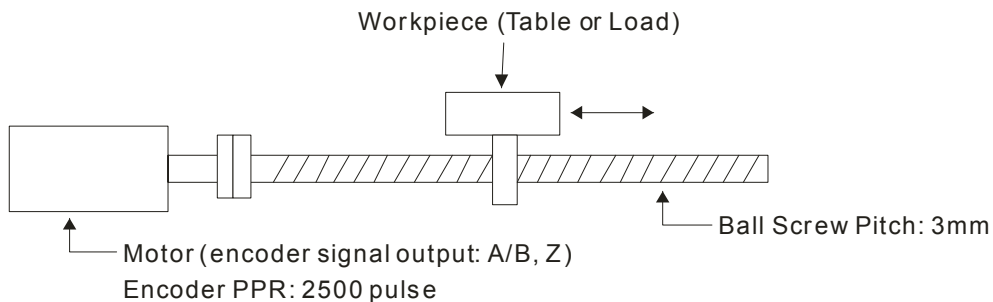 Workpiece (Table or Load)
Ball Screw Pitch: 3mm
Motor (encoder signal output: A/B, Z)
Encoder PPR: 2500 pulse